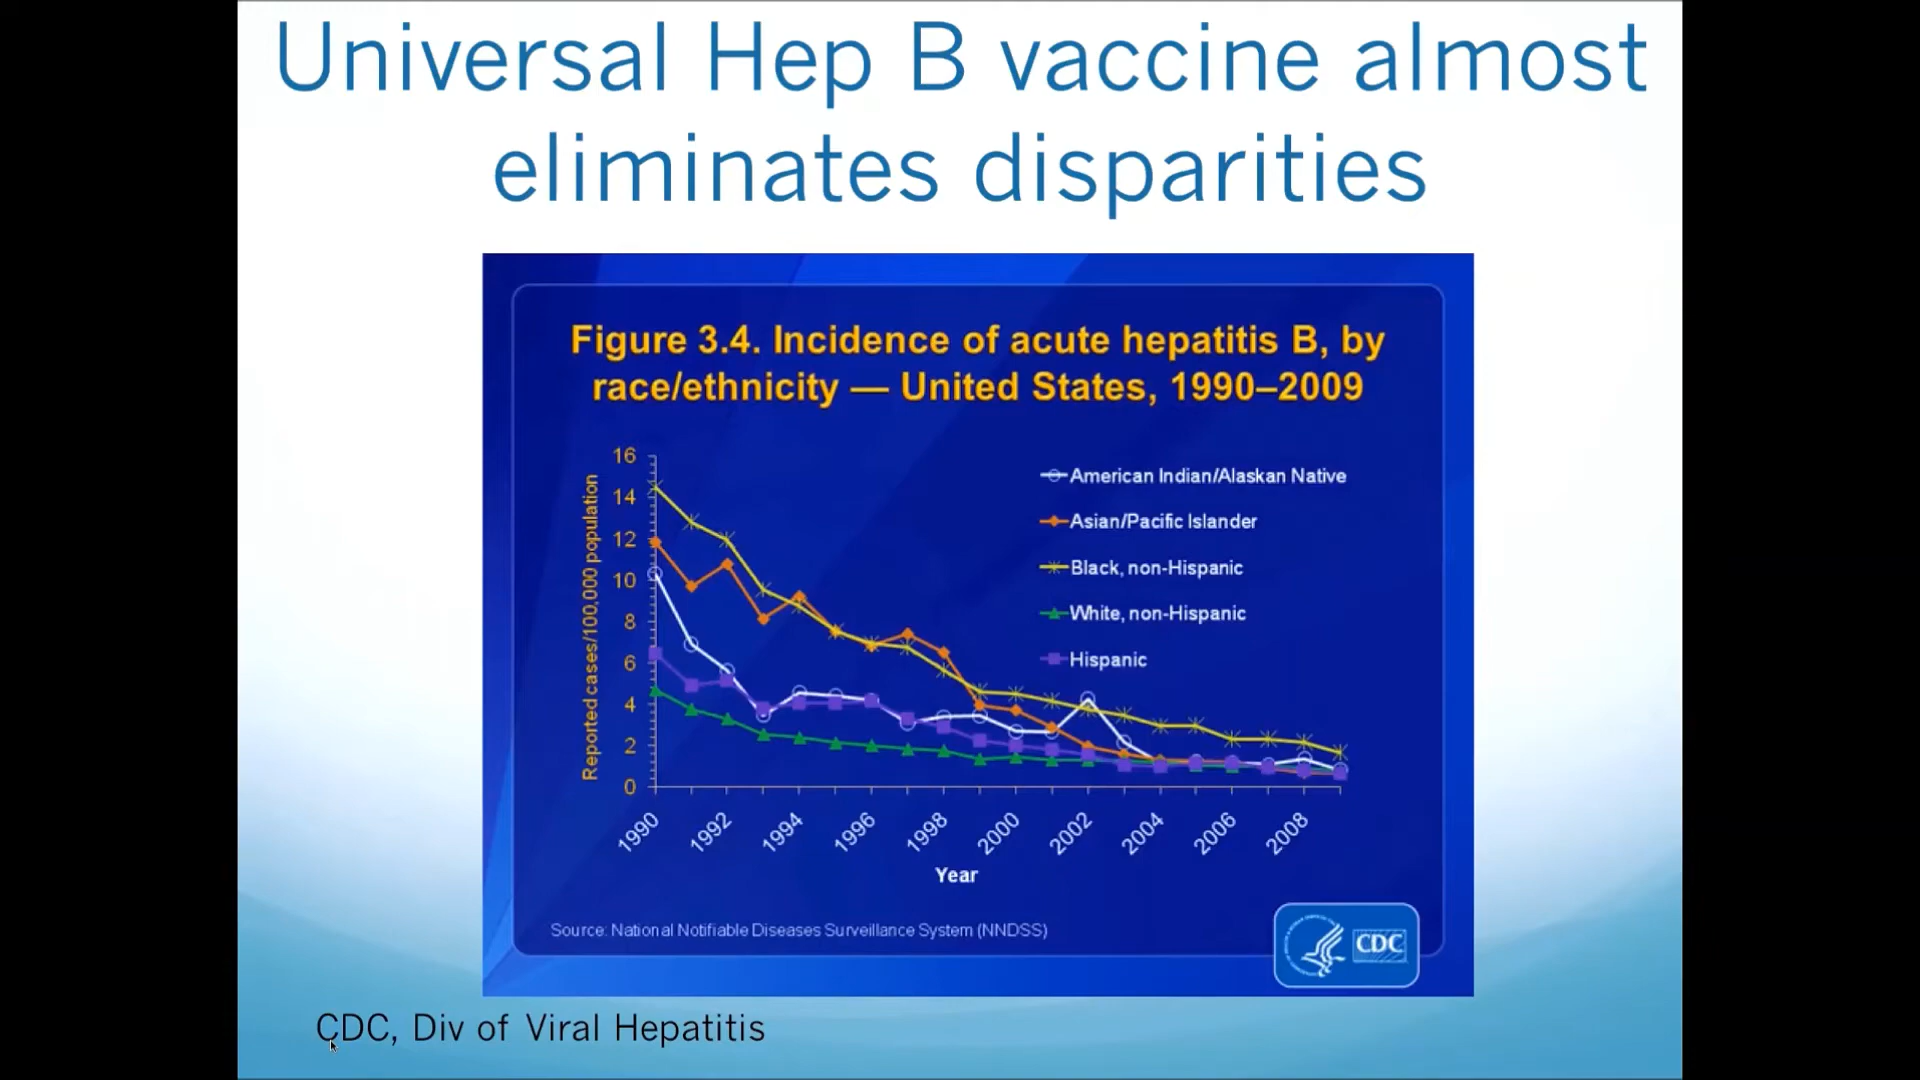 Universal Hep B vaccine almost
eliminates disparities
Figure 3.4. Incidence of acute hepatitis B, by
race/ethnicity — United States, 1990–2009
Reported cases/100,000 population
16
14
12
10
8
6
4
2
0
American Indian/Alaskan Native
Asian/Pacific Islander
Black, non-Hispanic
White, non-Hispanic
Hispanic
1990 1992 1994 1996 1998 2000 2002 2004 2006 2008
Year
Source: National Notifiable Diseases Surveillance System (NNDSS)
CDC
CDC, Div of Viral Hepatitis